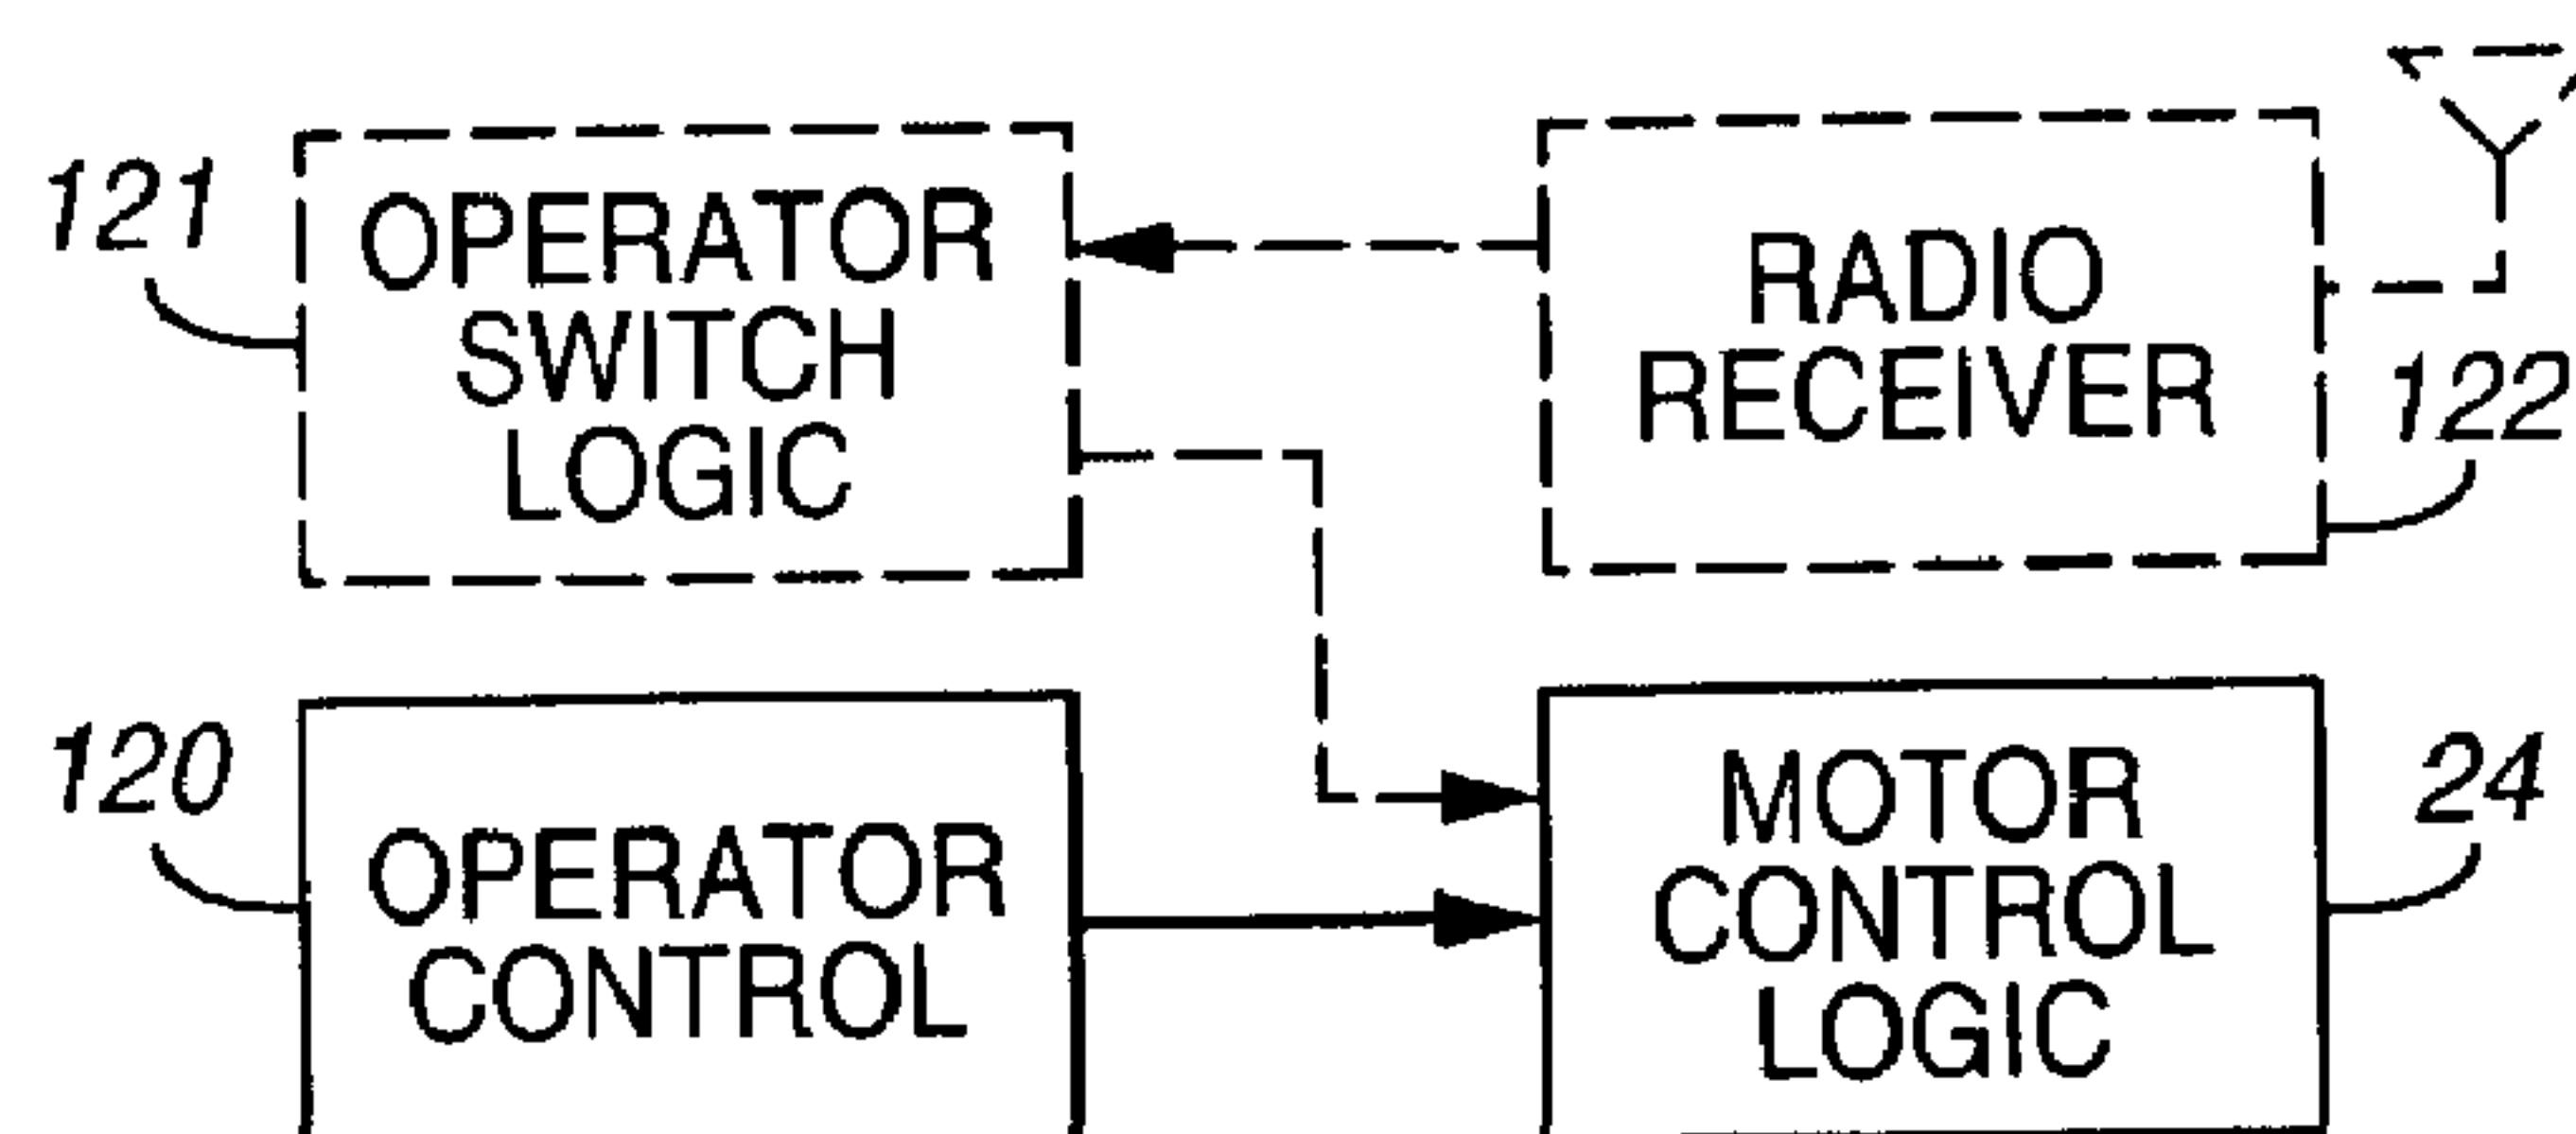 121
OPERATOR
SWITCH
LOGIC
RADIO
RECEIVER
122
120
OPERATOR
CONTROL
MOTOR
CONTROL
LOGIC
24